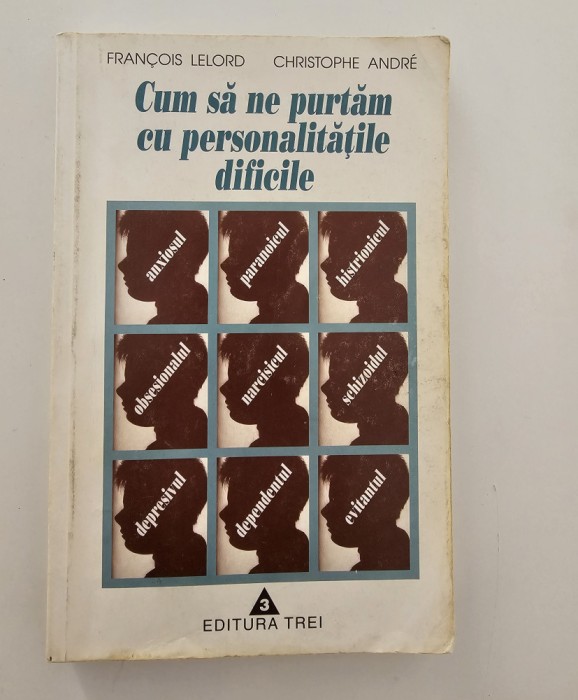 FRANÇOIS LELORD CHRISTOPHE ANDRÉ
Cum să ne purtăm
cu personalităţile
dificile
anxiosul
paranoicul
histrionicul
obsesionalul
narcisicul
schizoidul
depresivul
dependentul
evitantul
3
EDITURA TREI